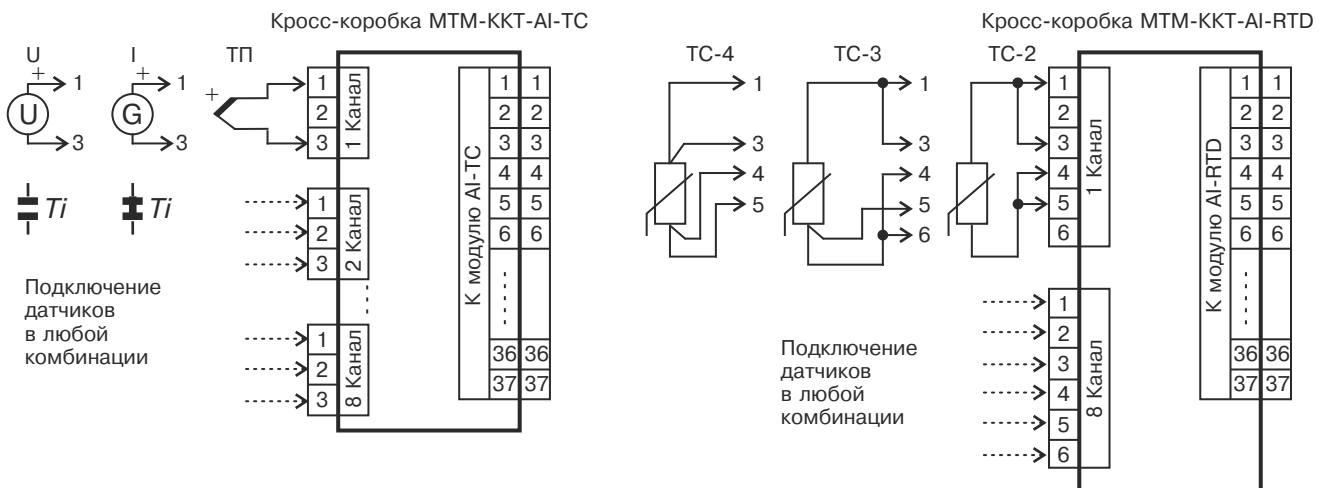 Кросс-коробка МТМ-ККТ-AI-TC
U
I
ТП
+
+
+
1
1
3
3
U
G
Ti
Ti
Подключение
датчиков
в любой
комбинации
1
2
3
1 Канал
1
2
3
2 Канал
1
2
3
8 Канал
К модулю AI-TC
1 1
2 2
3 3
4 4
5 5
6 6
36 36
37 37
Кросс-коробка МТМ-ККТ-AI-RTD
ТС-4
ТС-3
ТС-2
1
3
4
5
1
3
4
5
6
1
2
3
4
5
6
1 Канал
1
2
3
4
5
6
8 Канал
Подключение
датчиков
в любой
комбинации
К модулю AI-RTD
1 1
2 2
3 3
4 4
5 5
6 6
36 36
37 37